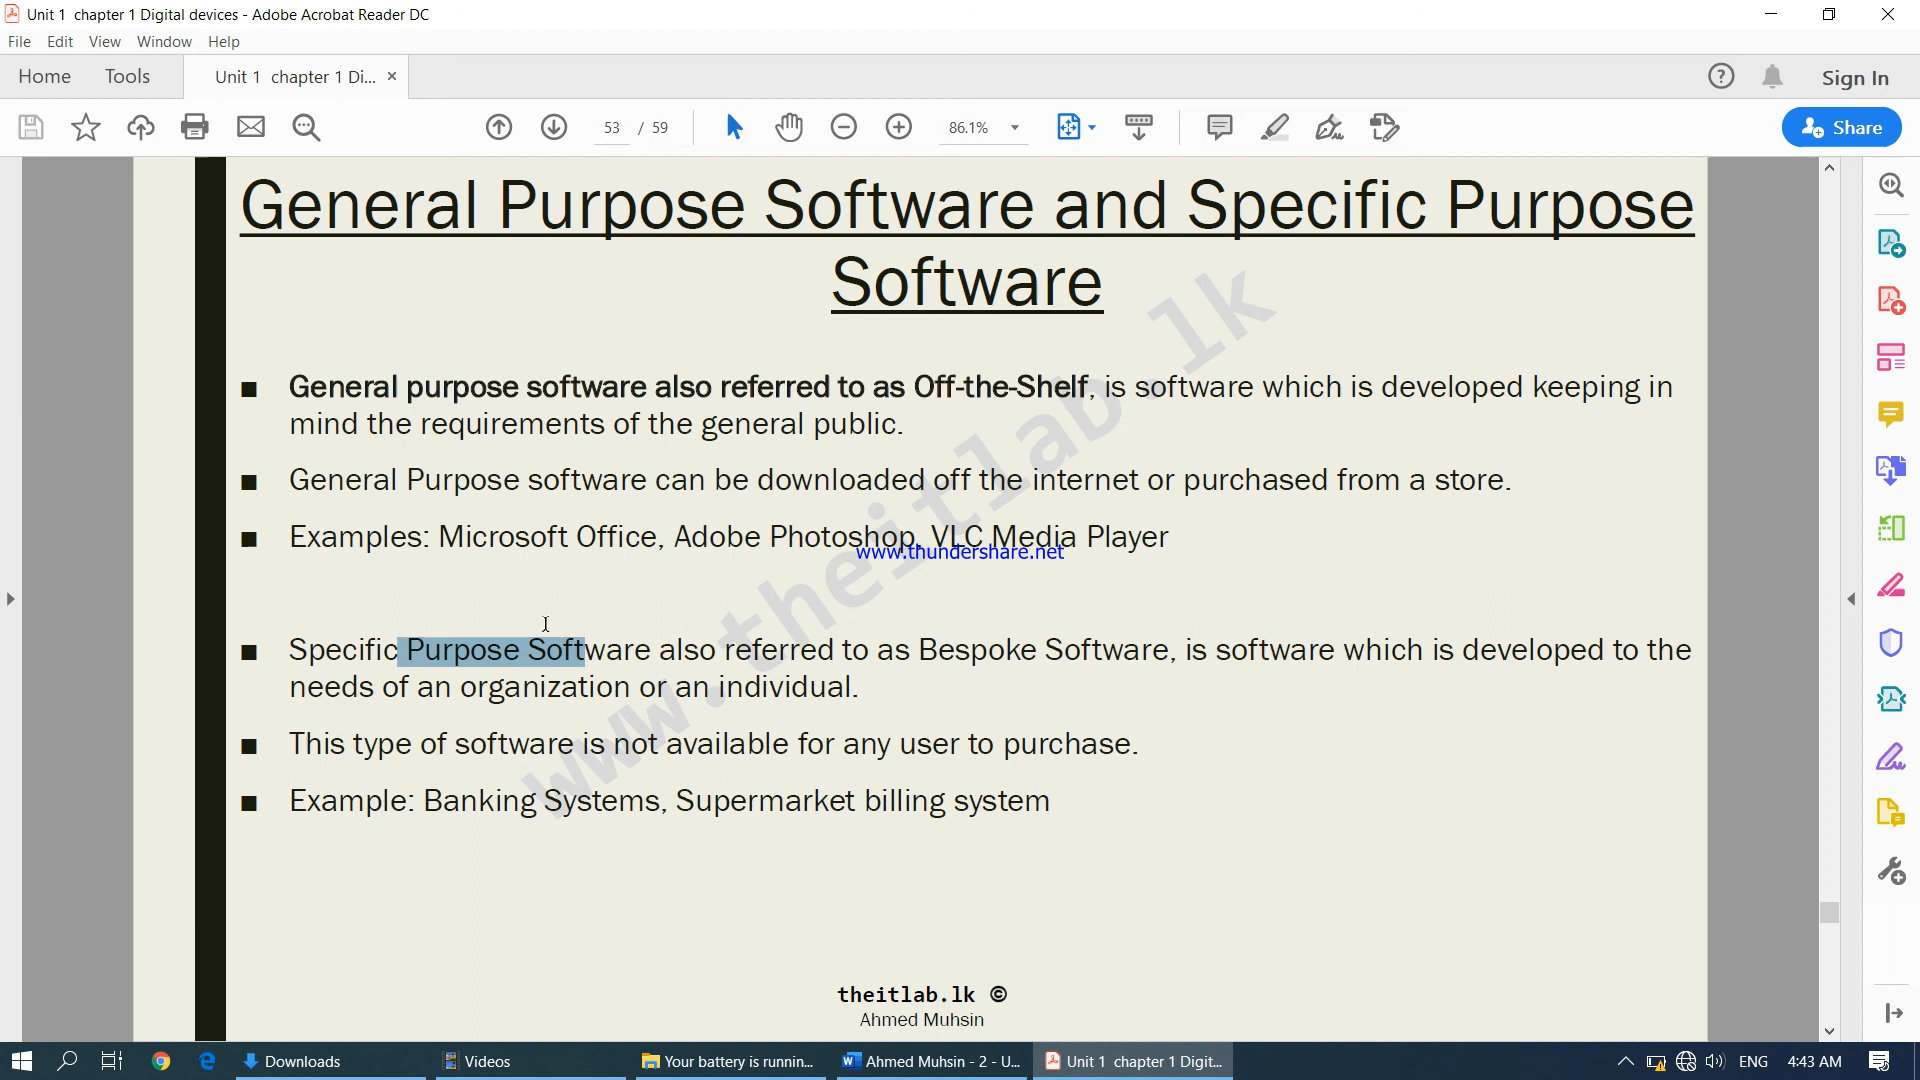 Unit 1 chapter 1 Digital devices - Adobe Acrobat Reader DC
File Edit View Window Help
Home Tools Unit 1 chapter 1 Di... × Sign In
53 / 59 86.1% Share
General Purpose Software and Specific Purpose
Software
■ General purpose software also referred to as Off-the-Shelf, is software which is developed keeping in
mind the requirements of the general public.
■ General Purpose software can be downloaded off the internet or purchased from a store.
■ Examples: Microsoft Office, Adobe Photoshop, VLC Media Player
www.thundershare.net
www.theitlab.lk
■ Specific Purpose Software also referred to as Bespoke Software, is software which is developed to the
needs of an organization or an individual.
■ This type of software is not available for any user to purchase.
■ Example: Banking Systems, Supermarket billing system
theitlab.lk ©
Ahmed Muhsin
Downloads Videos Your battery is runnin... Ahmed Muhsin - 2 - U... Unit 1 chapter 1 Digit... ENG 4:43 AM